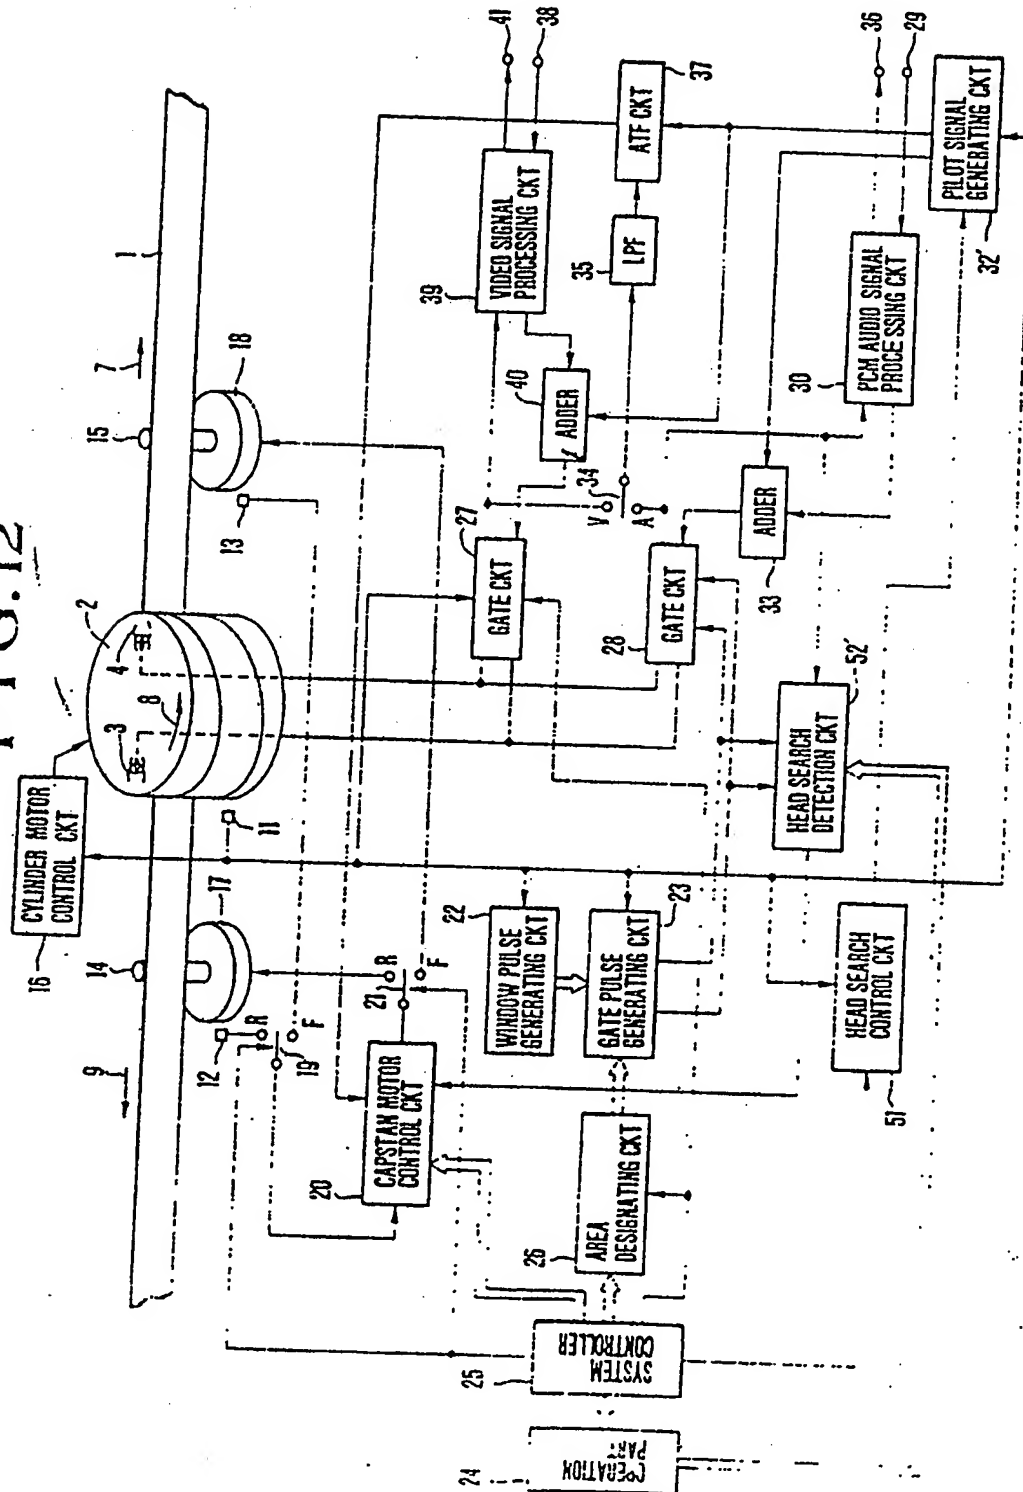 FIG.12
CYLINDER MOTOR
CONTROL CKT
16
2
4
3
8
1
7
15
18
13
11
17
14
9
12
R
F
19
21
R
F
CAPSTAN MOTOR
CONTROL CKT
20
WINDOW PULSE
GENERATING CKT
22
GATE PULSE
GENERATING CKT
23
AREA
DESIGNATING CKT
26
SYSTEM
CONTROLLER
25
OPERATION
PART
24
GATE CKT
27
GATE CKT
28
VIDEO SIGNAL
PROCESSING CKT
39
41
38
ADDER
40
34
V
A
LPF
35
ATF CKT
37
ADDER
33
PCM AUDIO SIGNAL
PROCESSING CKT
30
36
29
PILOT SIGNAL
GENERATING CKT
32'
HEAD SEARCH
DETECTION CKT
52'
HEAD SEARCH
CONTROL CKT
51